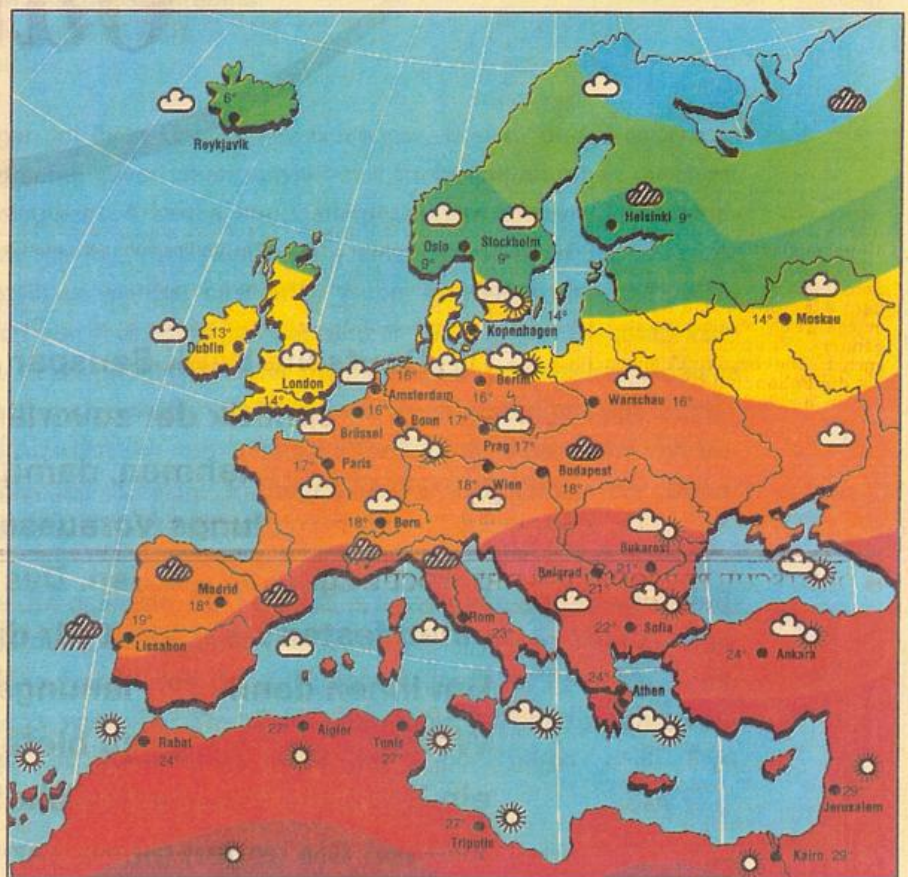 6°
Reykjavik
Helsinki 9°
Oslo
9°
Stockholm
9°
14°
Kopenhagen
14°
Moskau
13°
Dublin
London
14°
16°
Amsterdam
16°
Brüssel
Bonn 17°
Berlin
16°
Warschau 16°
Prag 17°
17°
Paris
18°
Wien
Budapest
18°
18°
Bern
Bukarest
21°
Belgrad
21°
Madrid
18°
19°
Lissabon
Rom
23°
22°
Sofia
24°
Ankara
24°
Athen
Rabat
24°
27°
Algier
Tunis
27°
27°
Tripolis
29°
Jerusalem
Kairo 29°